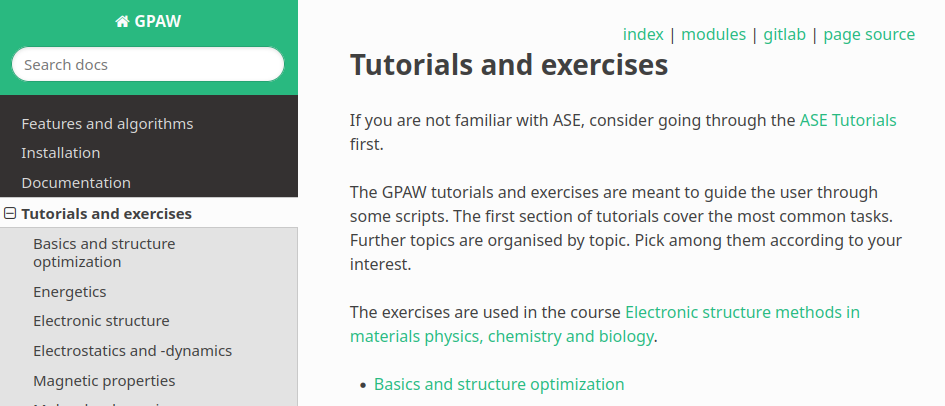 GPAW
Search docs
Features and algorithms
Installation
Documentation
Tutorials and exercises
Basics and structure
optimization
Energetics
Electronic structure
Electrostatics and -dynamics
Magnetic properties
index | modules | gitlab | page source
Tutorials and exercises
If you are not familiar with ASE, consider going through the ASE Tutorials
first.
The GPAW tutorials and exercises are meant to guide the user through
some scripts. The first section of tutorials cover the most common tasks.
Further topics are organised by topic. Pick among them according to your
interest.
The exercises are used in the course Electronic structure methods in
materials physics, chemistry and biology.
• Basics and structure optimization